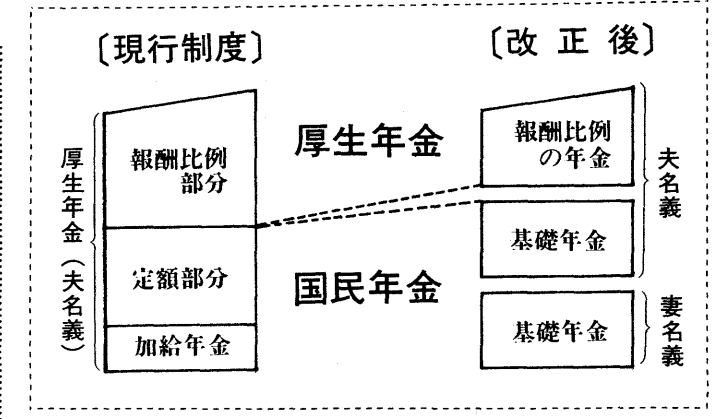 〔現行制度〕
〔改正後〕
厚生年金（夫名義）
報酬比例
部分
定額部分
加給年金
厚生年金
国民年金
報酬比例
の年金
基礎年金
夫名義
基礎年金
妻名義